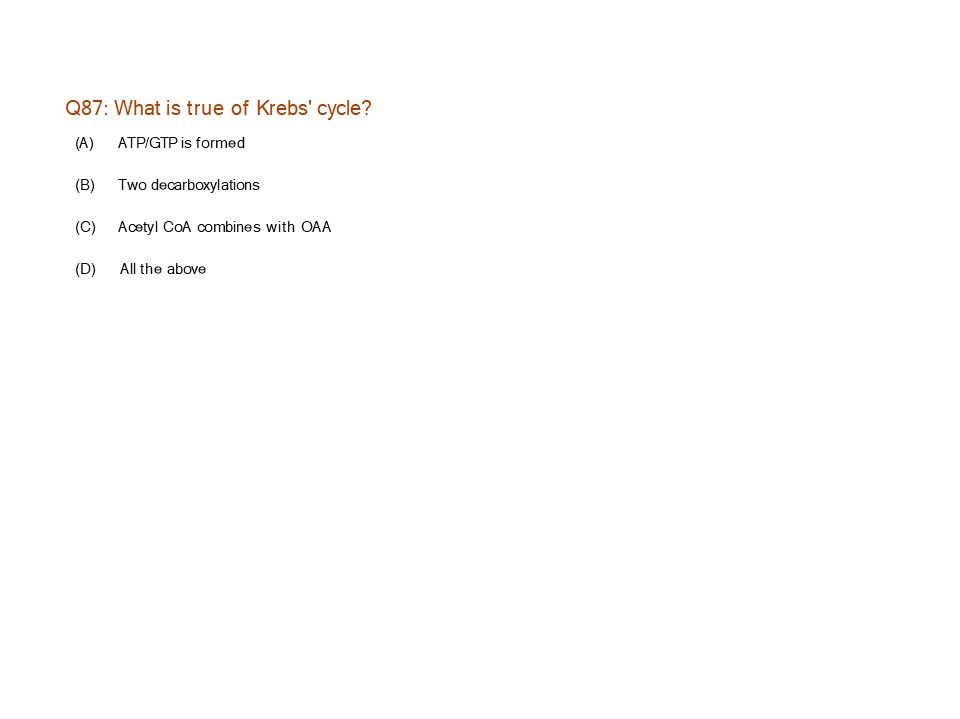 Q87: What is true of Krebs' cycle?
(A) ATP/GTP is formed
(B) Two decarboxylations
(C) Acetyl CoA combines with OAA
(D) All the above